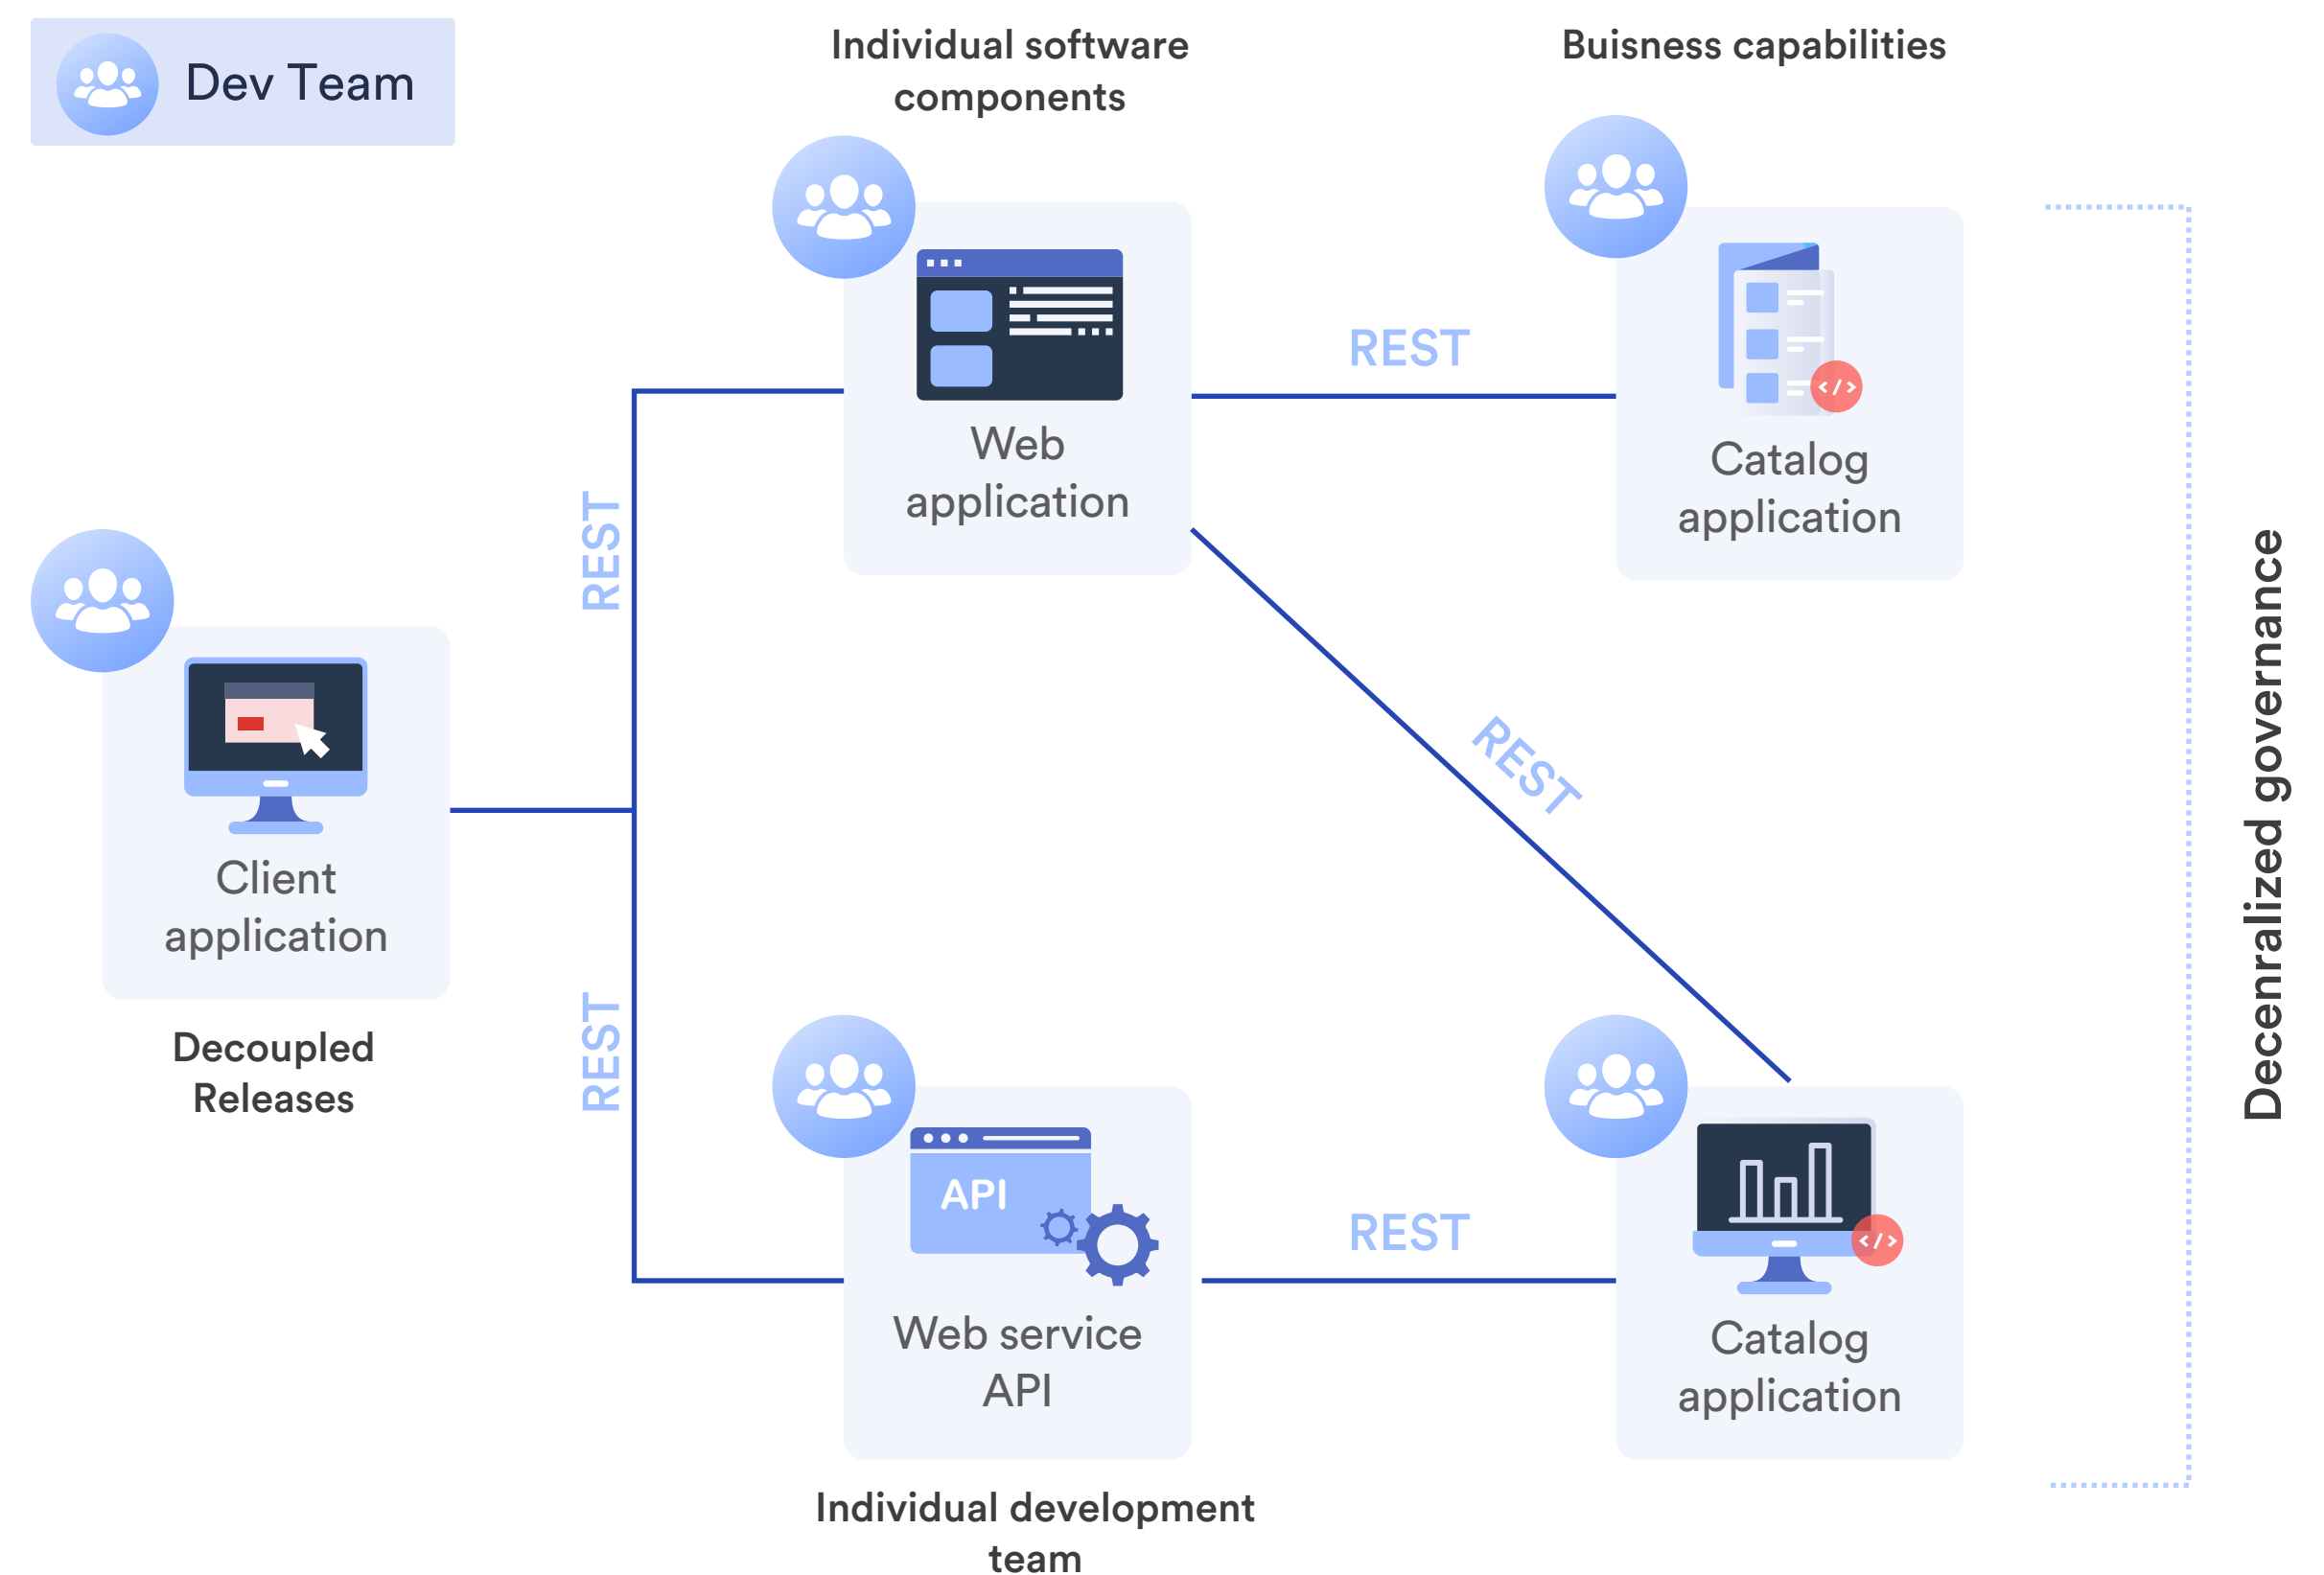 Dev Team
Individual software
components
Buisness capabilities
REST
Web
application
Catalog
application
REST
REST
Client
application
Decoupled
Releases
REST
API
Web service
API
REST
Catalog
application
Individual development
team
Decenralized governance